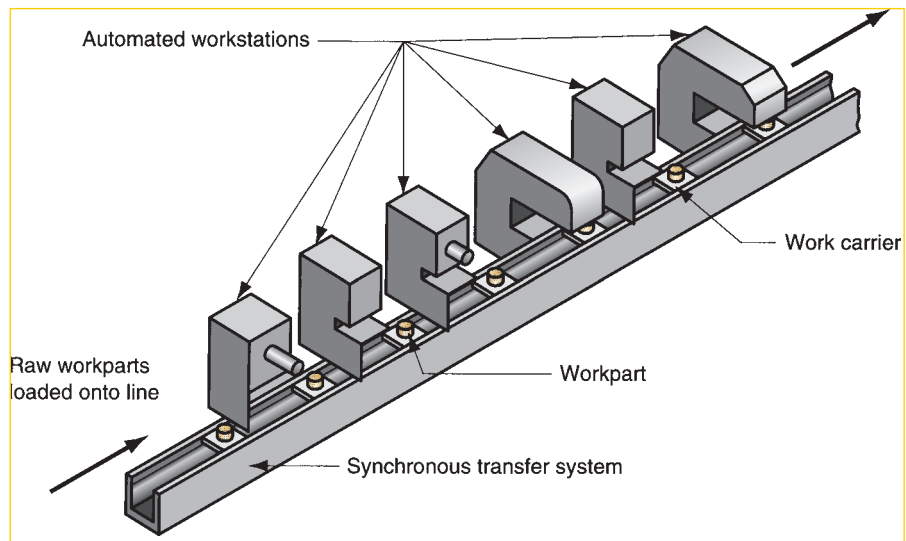 Automated workstations
Work carrier
Raw workparts
loaded onto line
Workpart
Synchronous transfer system